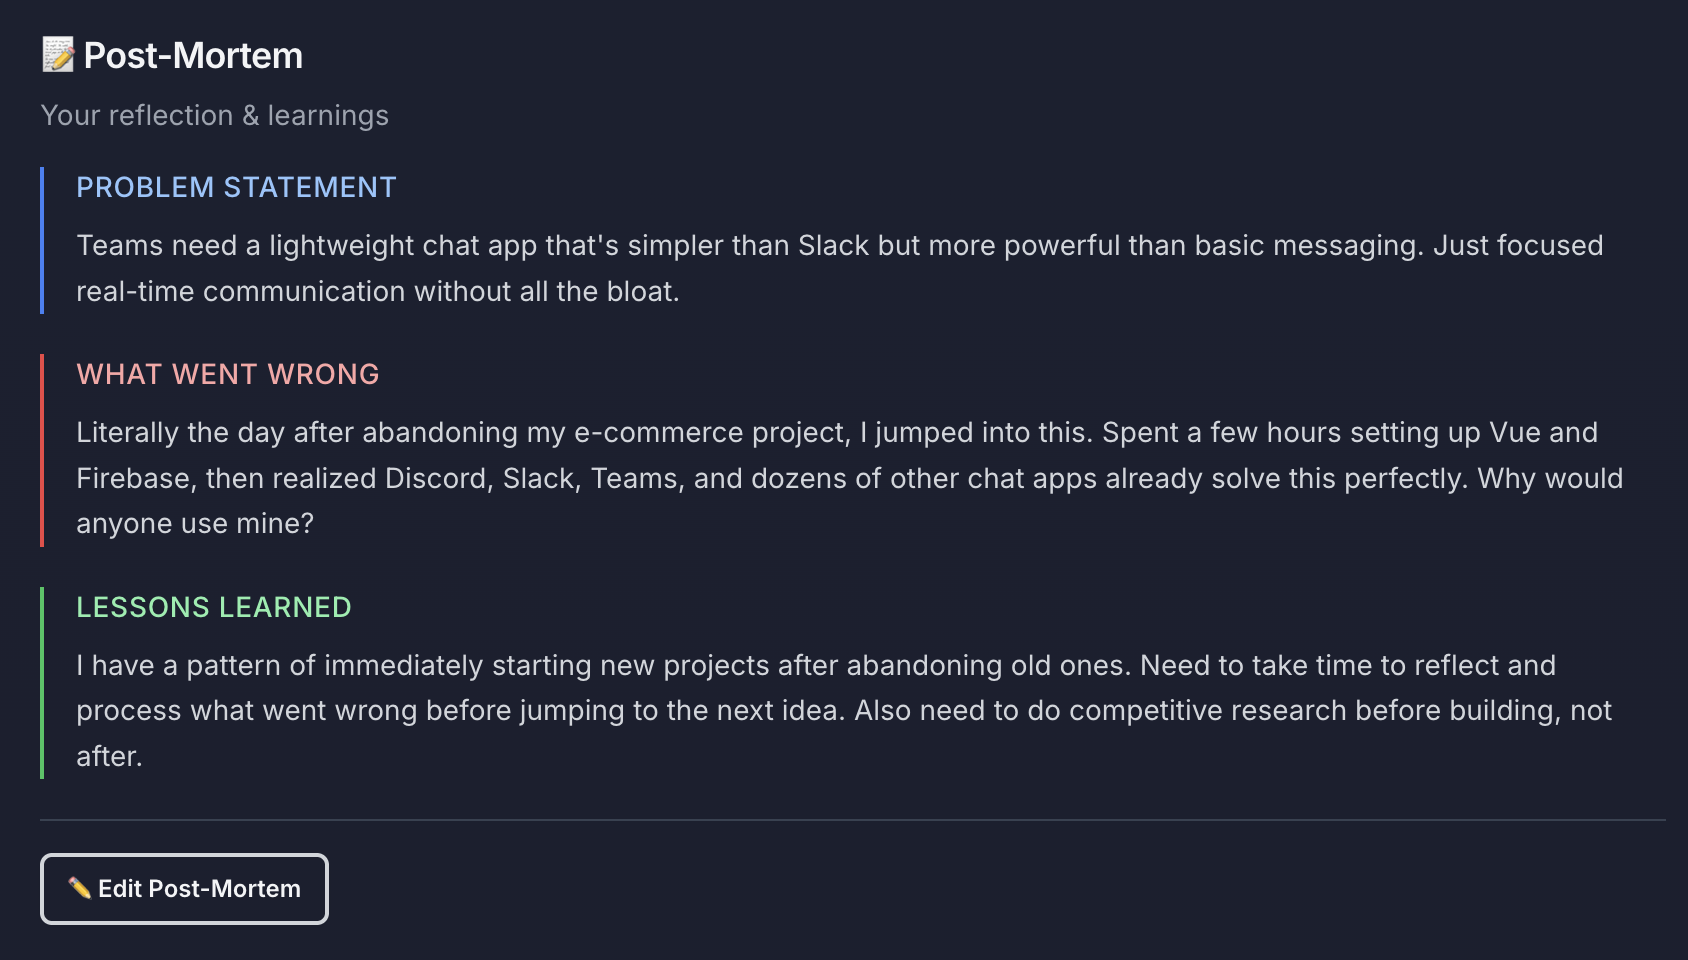 Post-Mortem
Your reflection & learnings
PROBLEM STATEMENT
Teams need a lightweight chat app that's simpler than Slack but more powerful than basic messaging. Just focused
real-time communication without all the bloat.
WHAT WENT WRONG
Literally the day after abandoning my e-commerce project, I jumped into this. Spent a few hours setting up Vue and
Firebase, then realized Discord, Slack, Teams, and dozens of other chat apps already solve this perfectly. Why would
anyone use mine?
LESSONS LEARNED
I have a pattern of immediately starting new projects after abandoning old ones. Need to take time to reflect and
process what went wrong before jumping to the next idea. Also need to do competitive research before building, not
after.
Edit Post-Mortem